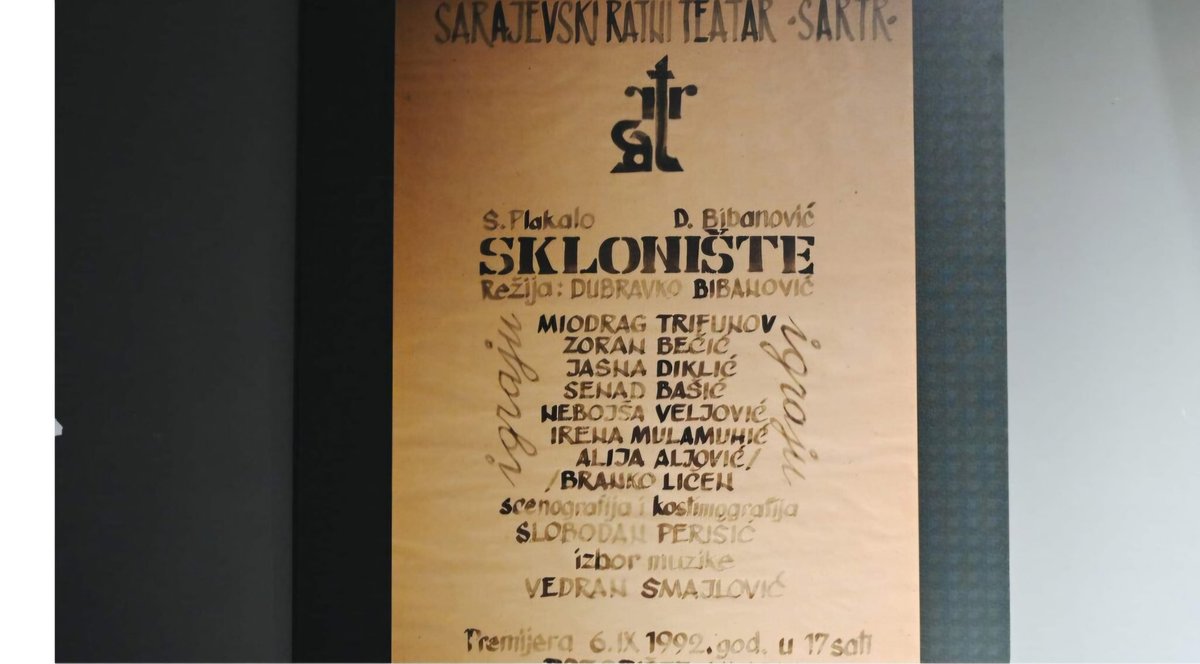 SARAJEVSKI RATNI TEATAR -SARTR-
S. Plakalo D. Bibanović
SKLONIŠTE
Režija: DUBRAVKO BIBANOVIĆ
igraju
igraju
MIODRAG TRIFUNOV
ZORAN BEČIĆ
JASNA DIKLIĆ
SENAD BAŠIĆ
NEBOJŠA VELJOVIĆ
IRENA MULAMUHIĆ
ALIJA ALJOVIĆ/
/BRANKO LIČEN
scenografija i kostimografija
SLOBODAN PERIŠIĆ
izbor muzike
VEDRAN SMAJLOVIĆ
Premijera 6.IX 1992. god. u 17 sati